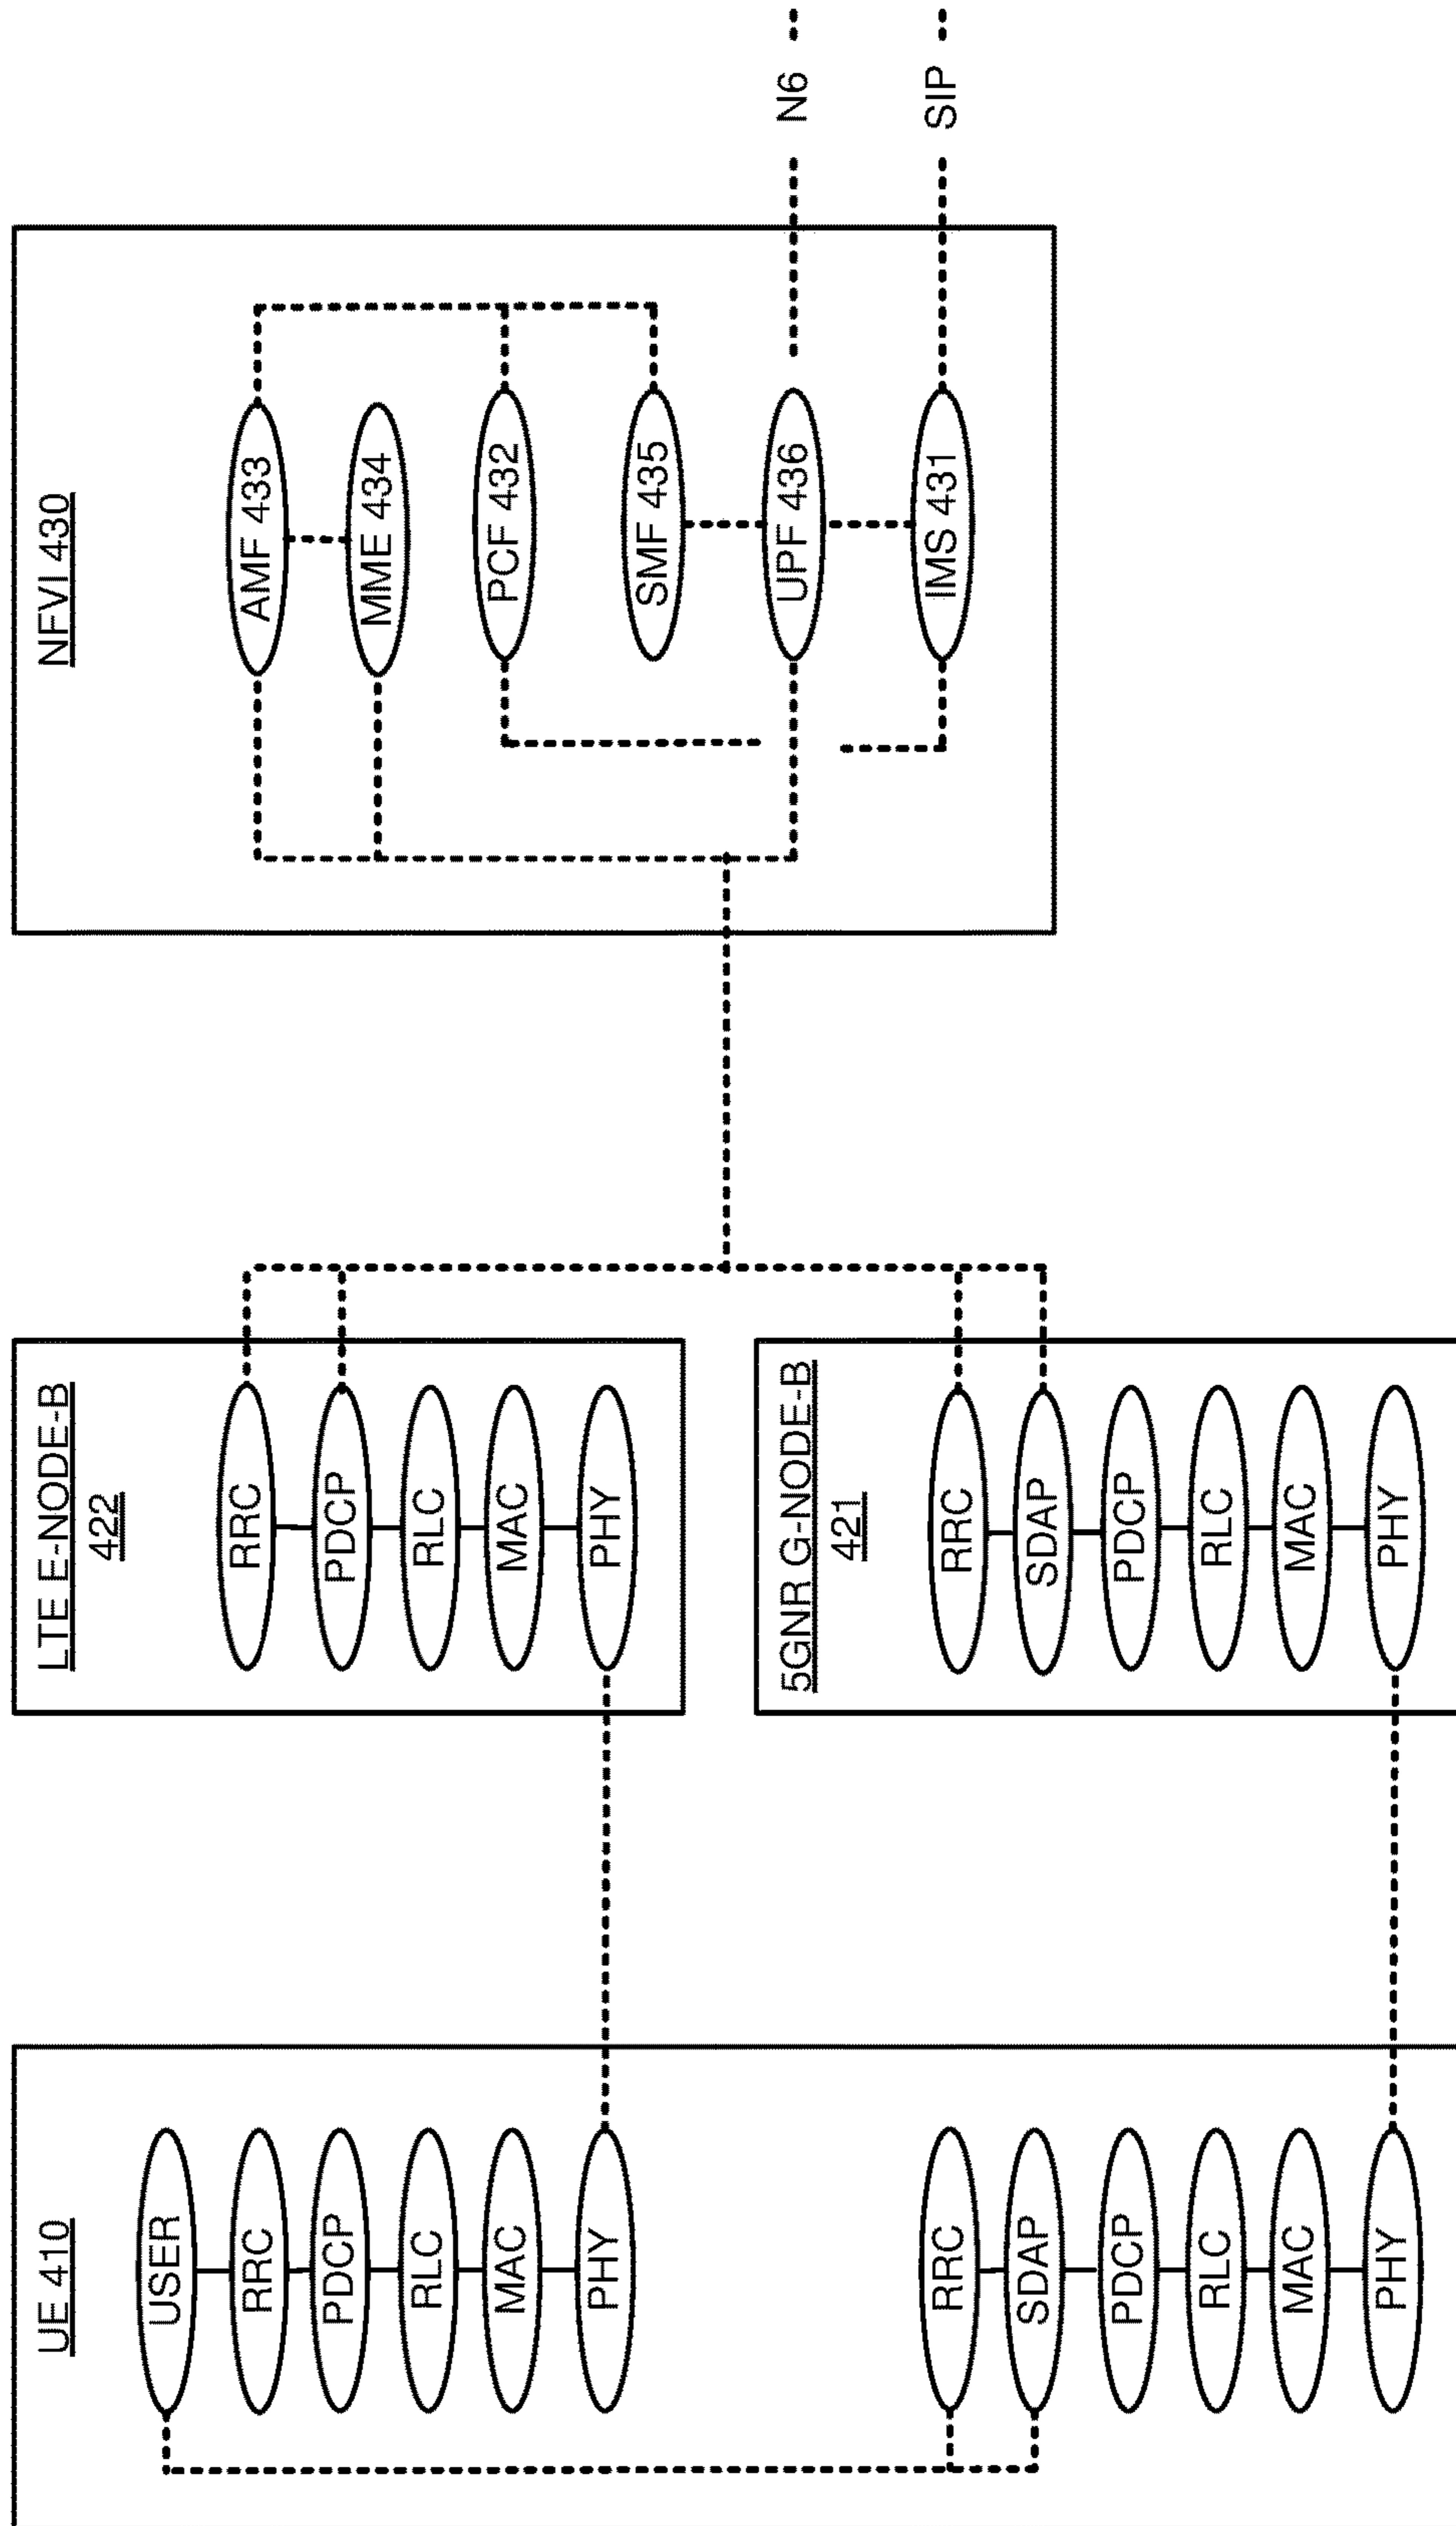 UE 410
USER
RRC
PDCP
RLC
MAC
PHY
RRC
SDAP
PDCP
RLC
MAC
PHY
LTE E-NODE-B
422
RRC
PDCP
RLC
MAC
PHY
5GNR G-NODE-B
421
RRC
SDAP
PDCP
RLC
MAC
PHY
NFVI 430
AMF 433
MME 434
PCF 432
SMF 435
UPF 436
IMS 431
N6
SIP